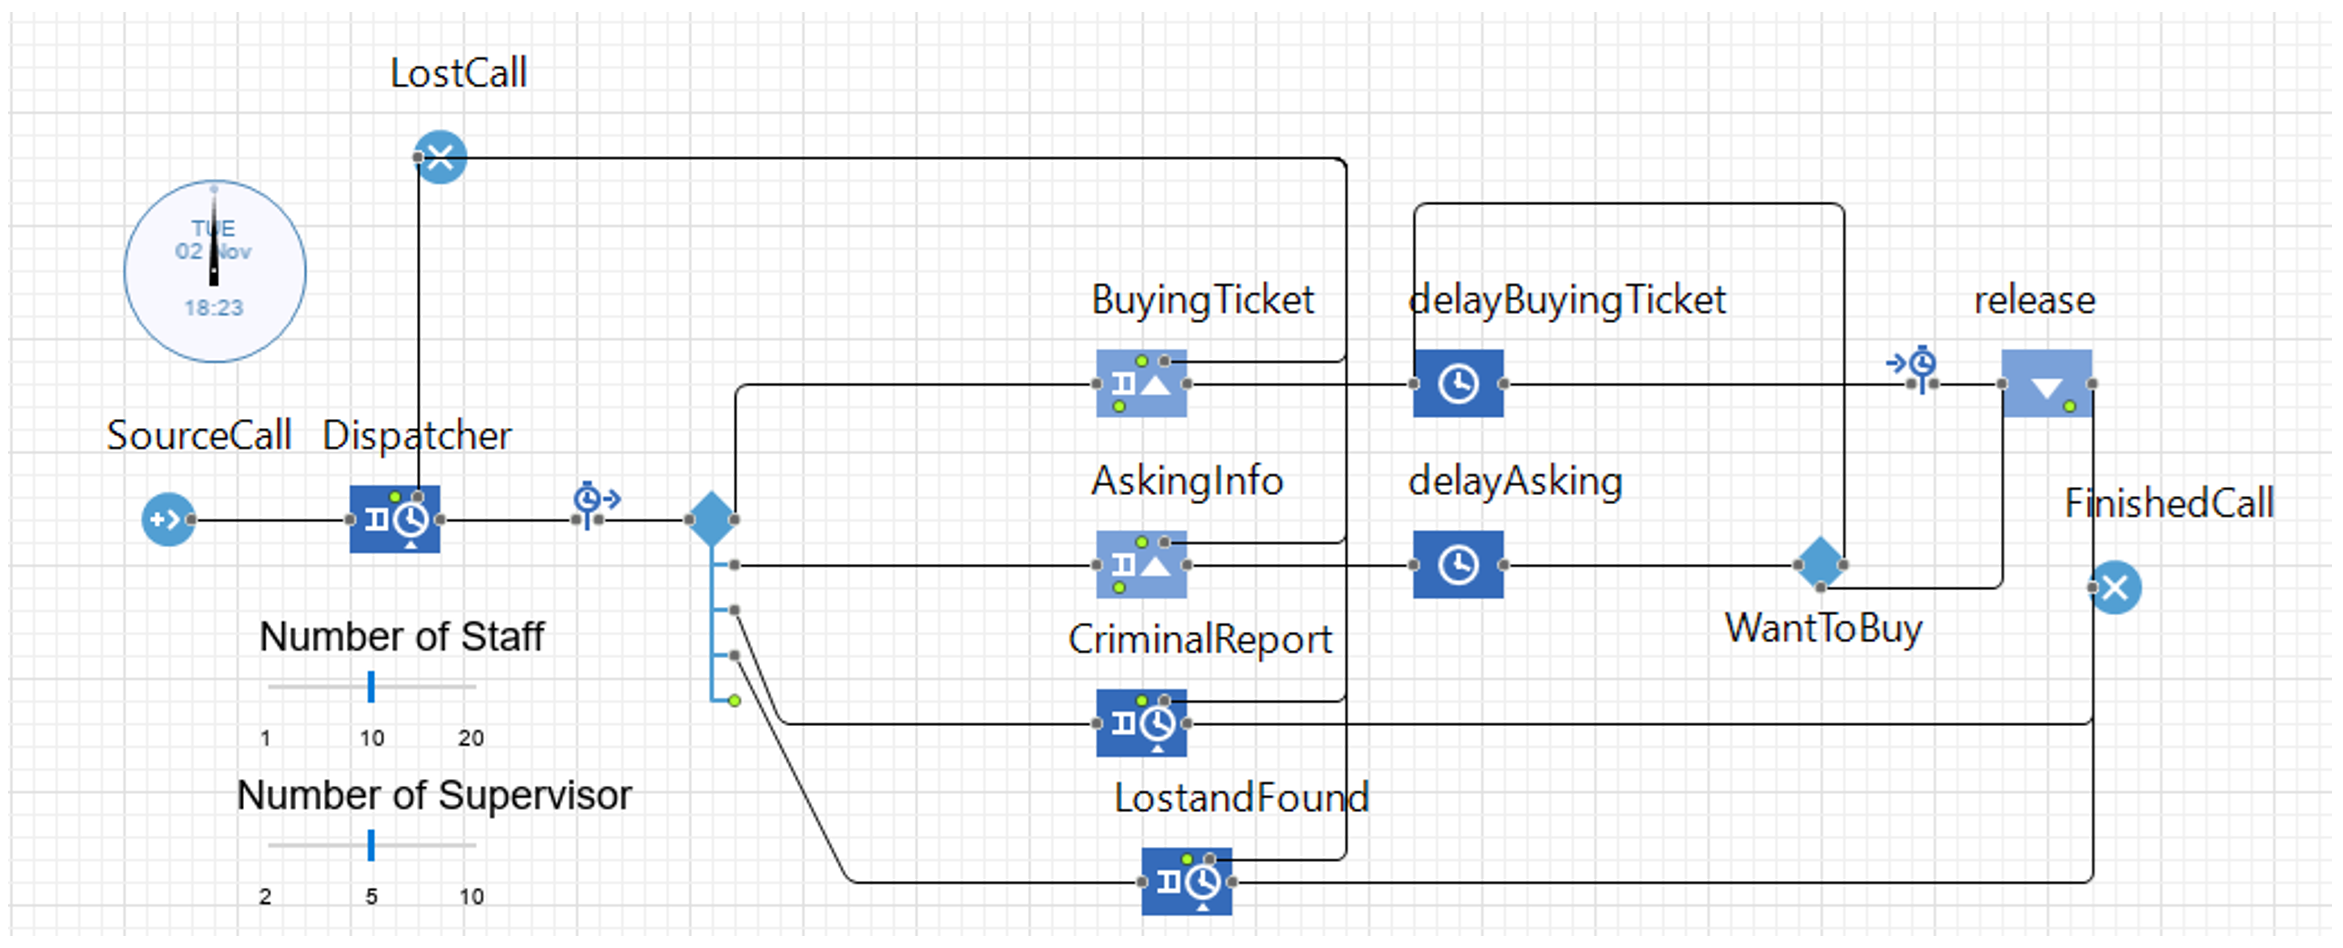 LostCall
TUE
02 Nov
18:23
BuyingTicket
delayBuyingTicket
release
SourceCall
Dispatcher
AskingInfo
delayAsking
FinishedCall
Number of Staff
CriminalReport
WantToBuy
1 10 20
Number of Supervisor
LostandFound
2 5 10